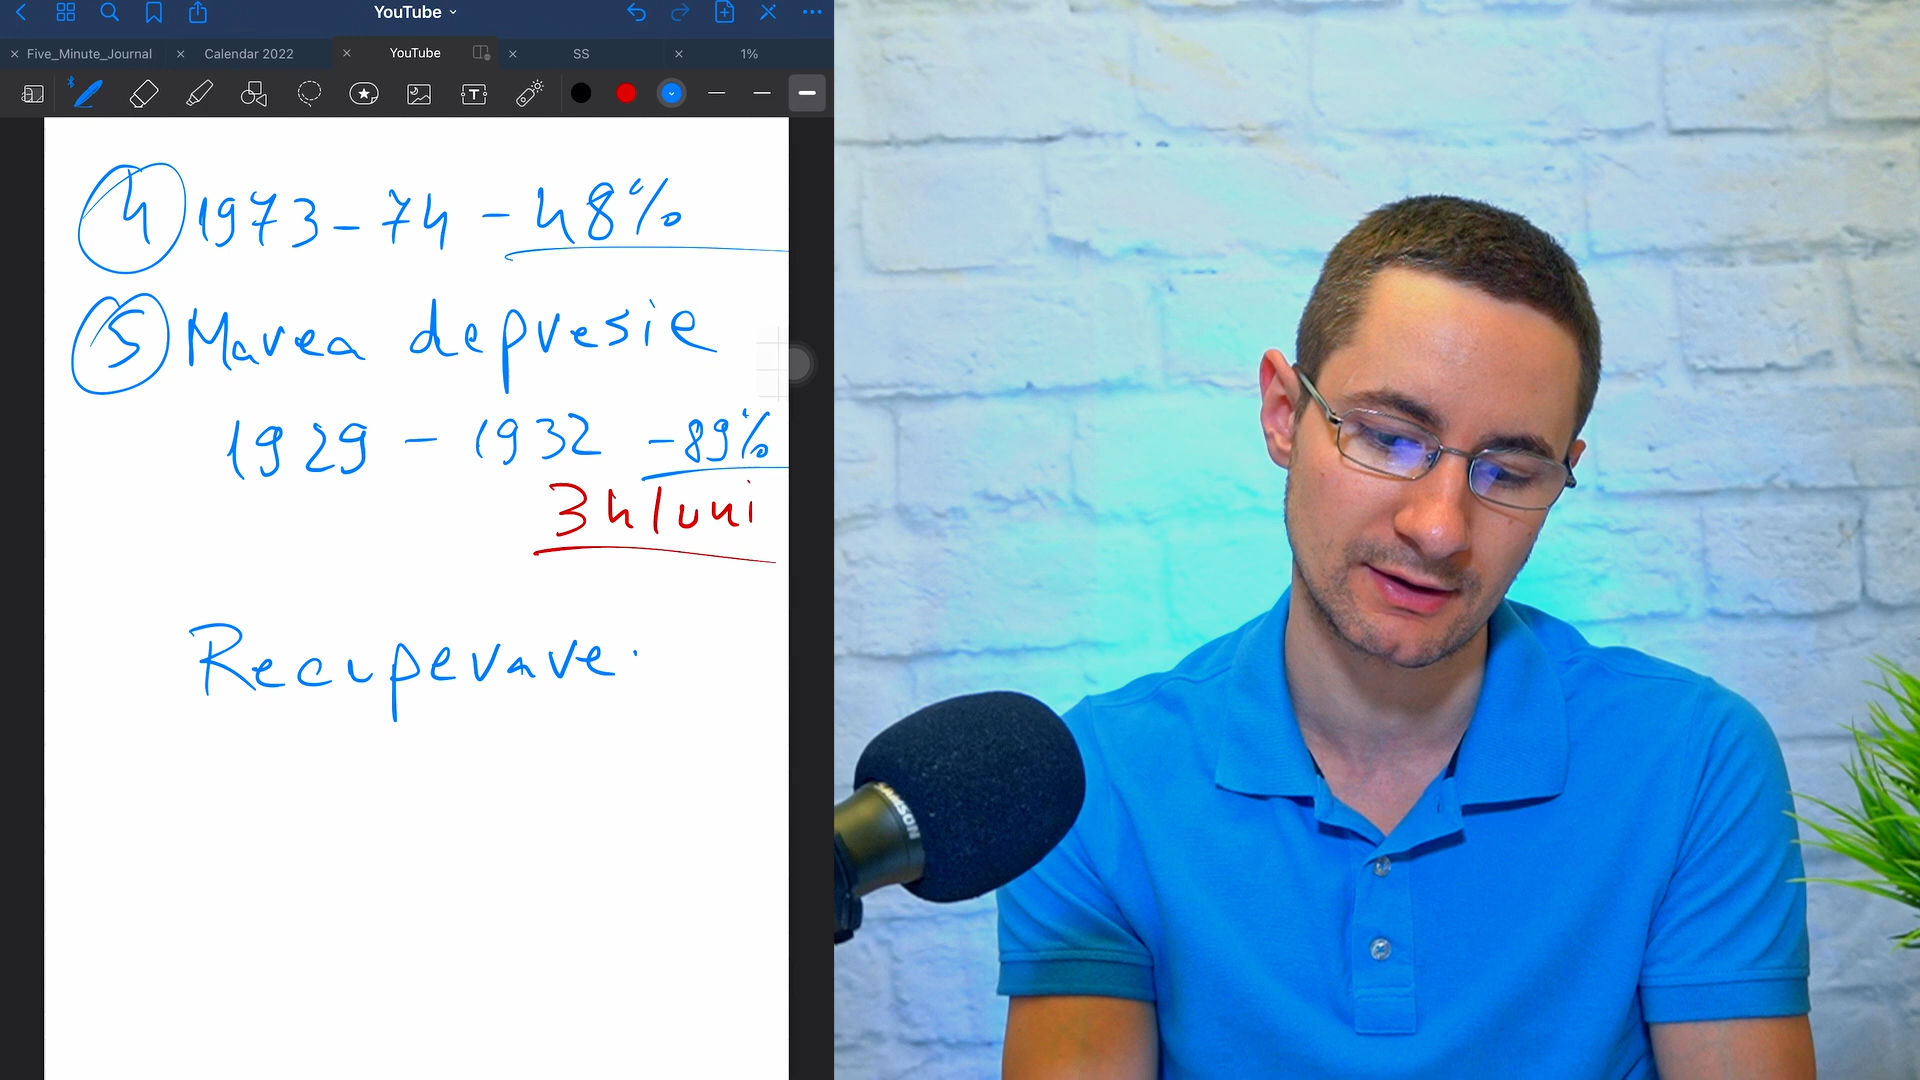 YouTube
Five_Minute_Journal
Calendar 2022
YouTube
SS
1%
4 1973-74 - 48%
5 Marea depresie
1929 - 1932 -89%
34 luni
Recuperare.
SAMSON